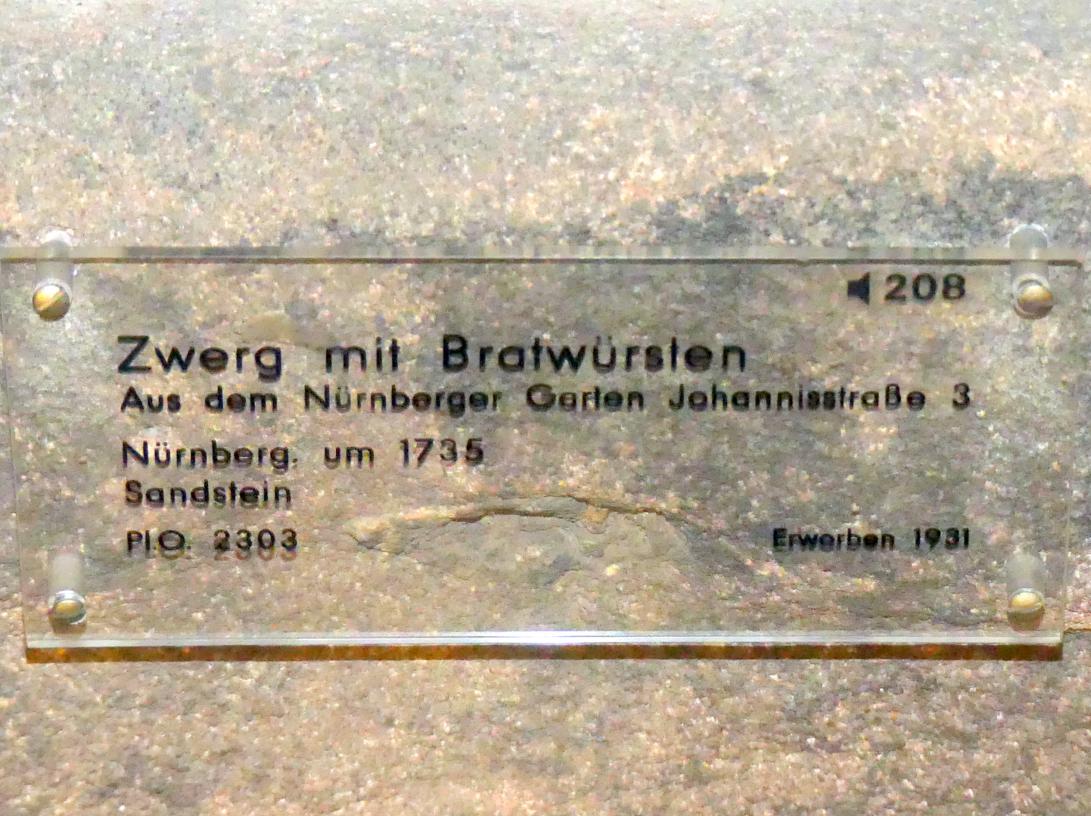 208
Zwerg mit Bratwürsten
Aus dem Nürnberger Garten Johannisstraße 3
Nürnberg, um 1735
Sandstein
Pl.O. 2303
Erworben 1931